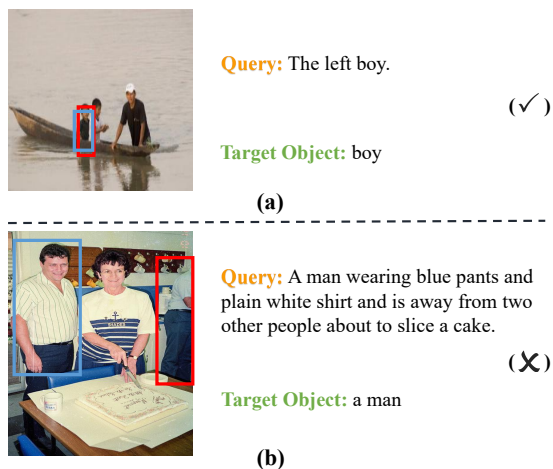 Query: The left boy.
(✓)
Target Object: boy
(a)
Query: A man wearing blue pants and
plain white shirt and is away from two
other people about to slice a cake.
(✗)
Target Object: a man
(b)